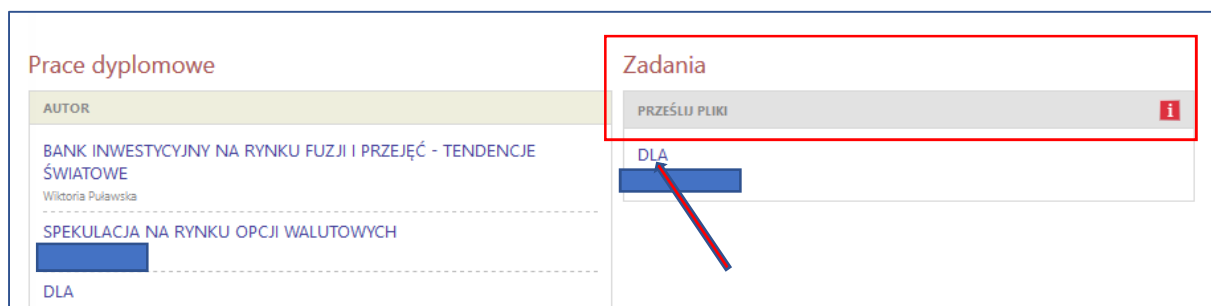 Prace dyplomowe
AUTOR
BANK INWESTYCYJNY NA RYNKU FUZJI I PRZEJĘĆ - TENDENCJE
ŚWIATOWE
Wiktoria Puławska
SPEKULACJA NA RYNKU OPCJI WALUTOWYCH
DLA
Zadania
PRZEŚLIJ PLIKI
i
DLA